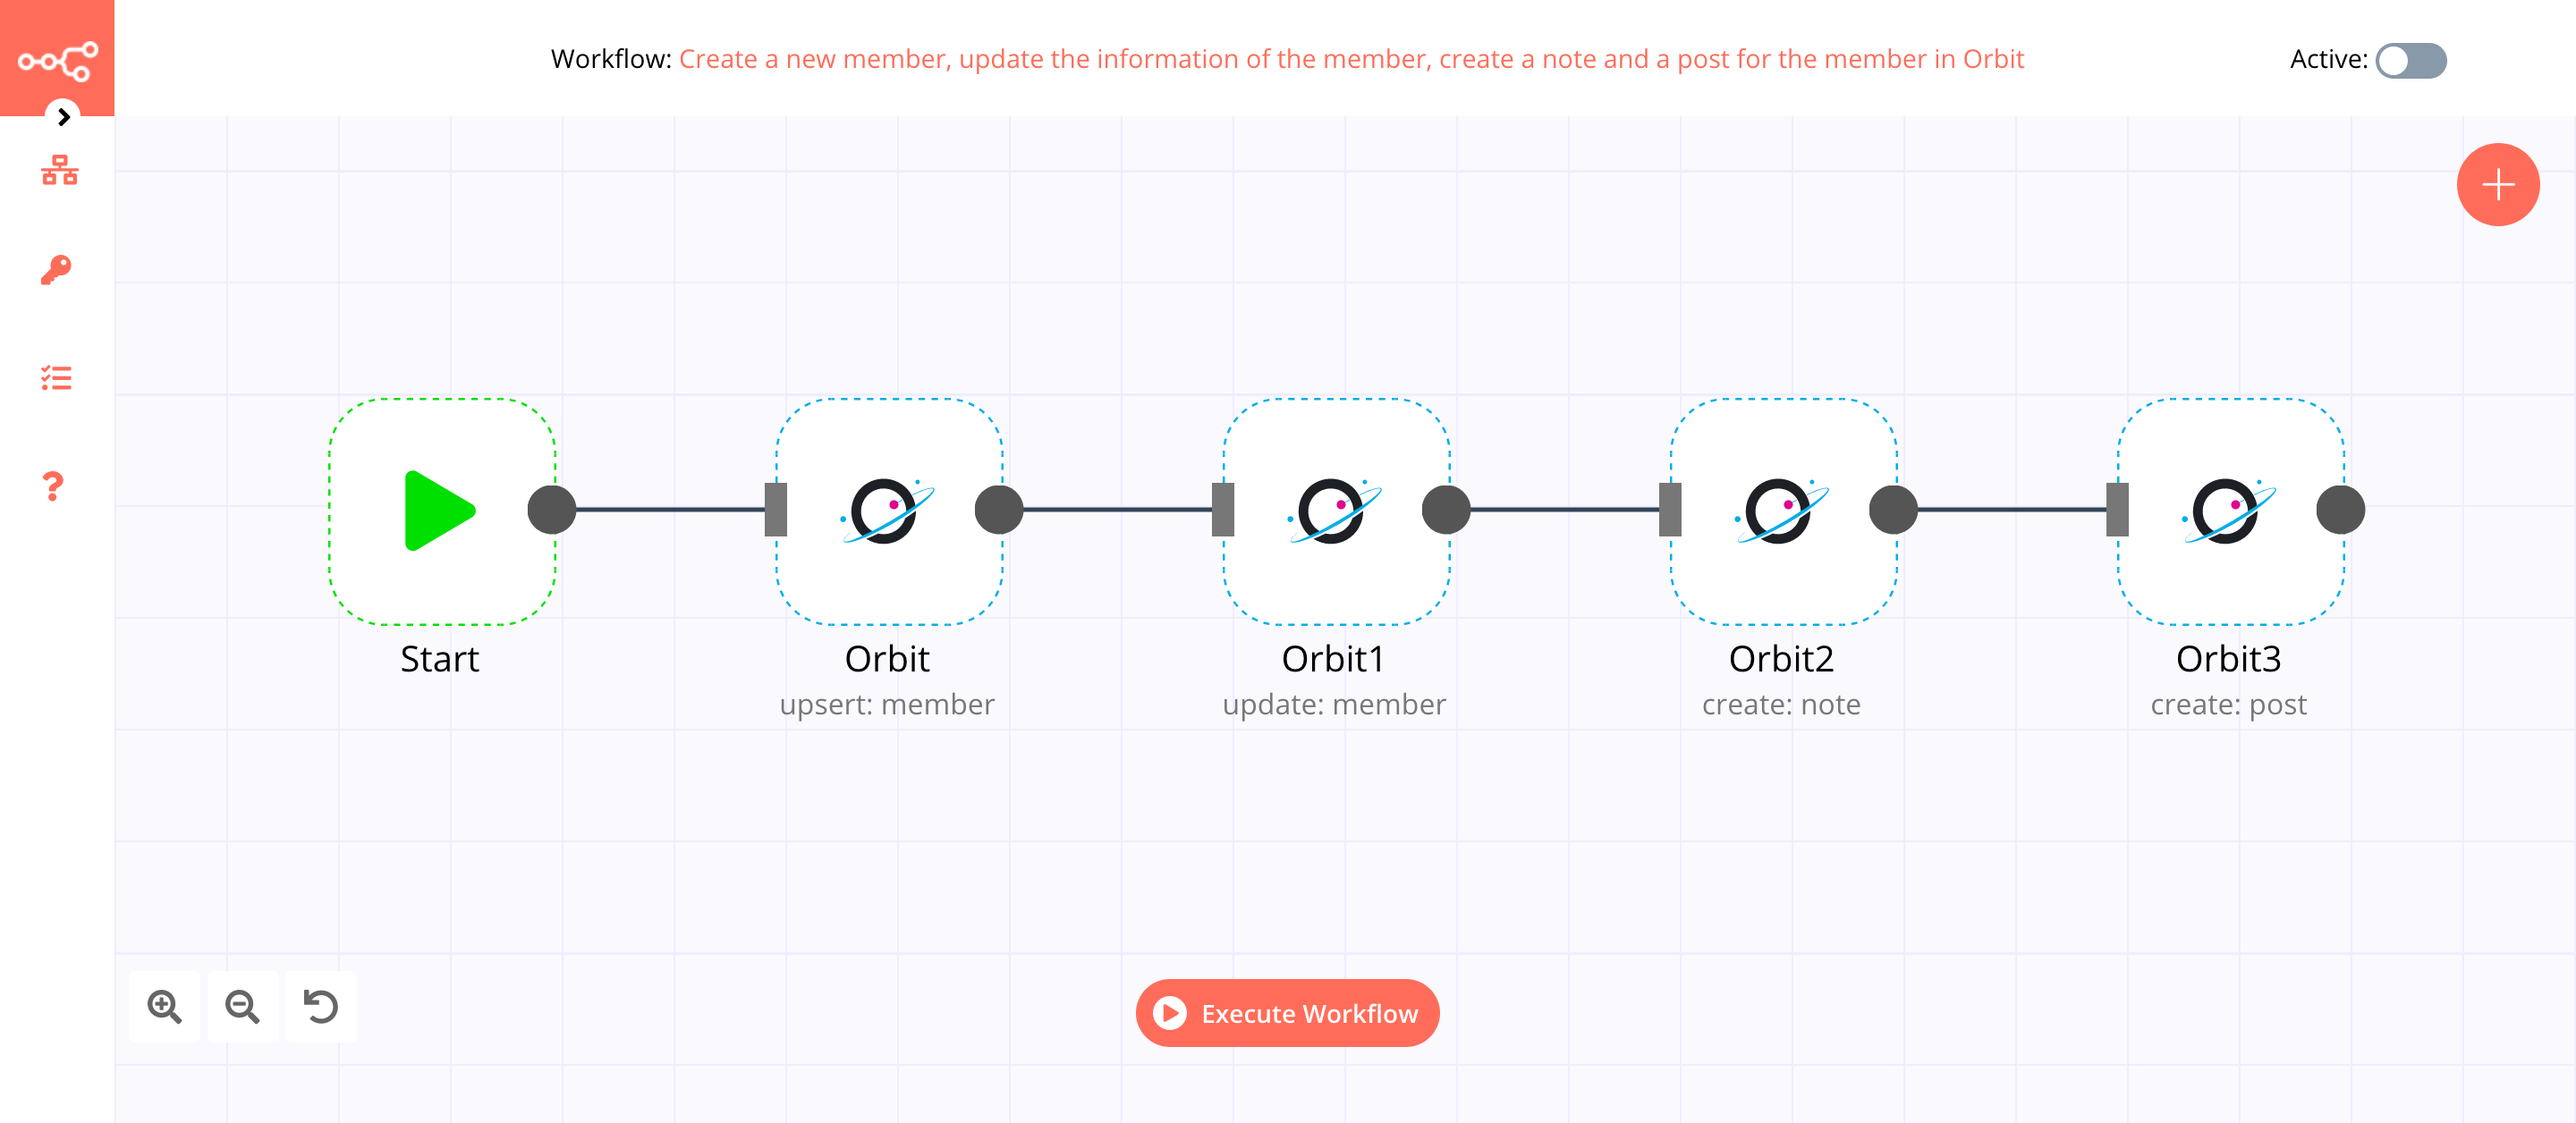 Workflow: Create a new member, update the information of the member, create a note and a post for the member in Orbit
Active:
Start
Orbit
upsert: member
Orbit1
update: member
Orbit2
create: note
Orbit3
create: post
Execute Workflow